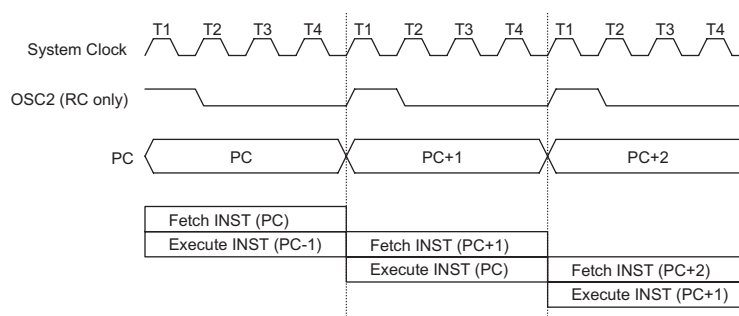 T1 T2 T3 T4 T1 T2 T3 T4 T1 T2 T3 T4
System Clock
OSC2 (RC only)
PC PC PC+1 PC+2
Fetch INST (PC)
Execute INST (PC-1) Fetch INST (PC+1)
Execute INST (PC) Fetch INST (PC+2)
Execute INST (PC+1)